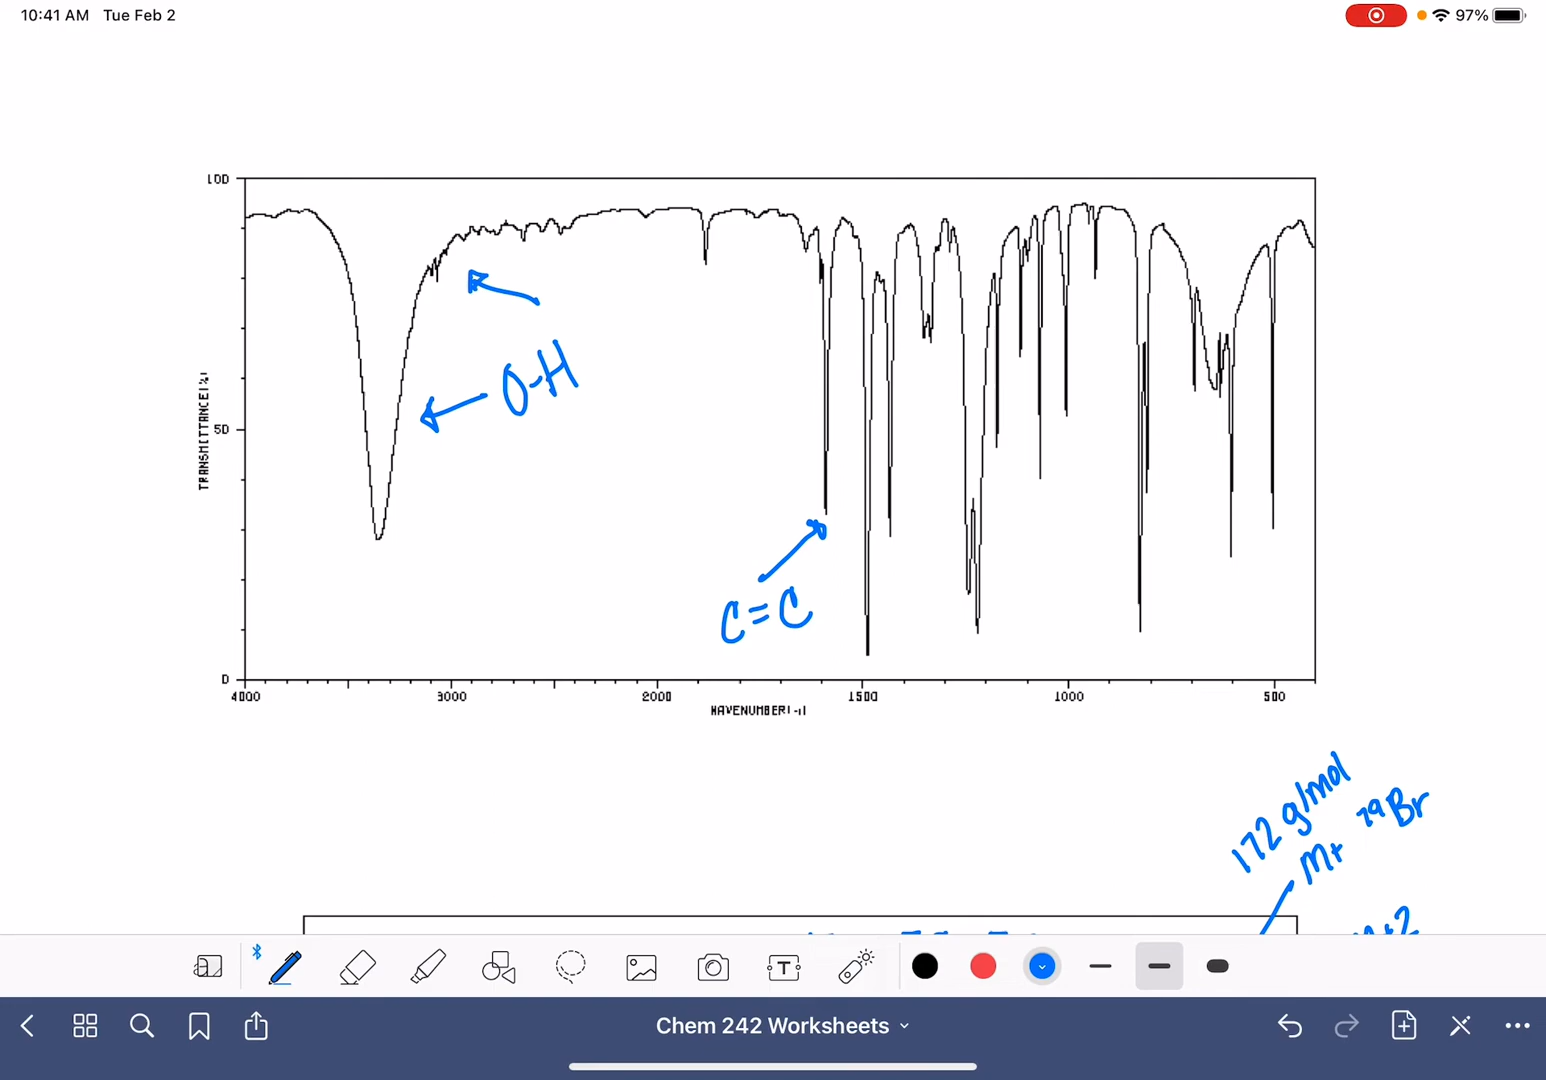 10:41 AM Tue Feb 2
97%
100
TRANSMITTANCE(%)
50
0
4000 3000 2000 1500 1000 500
WAVENUMBER(-1)
O-H
C=C
172 g/mol
M+ 79Br
M+2
T
Chem 242 Worksheets